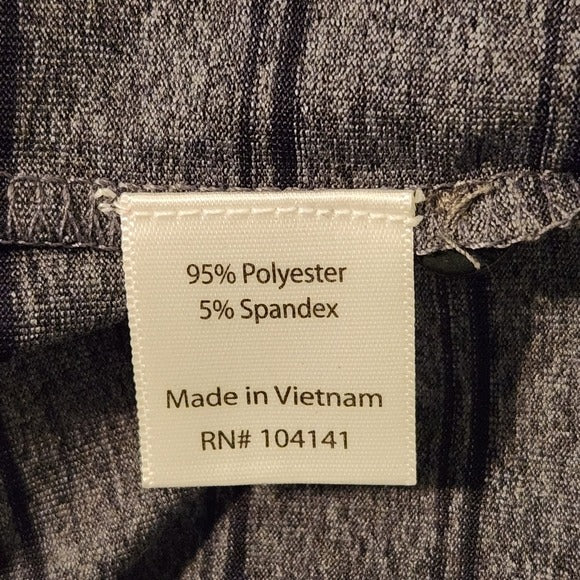 95% Polyester
5% Spandex
Made in Vietnam
RN# 104141